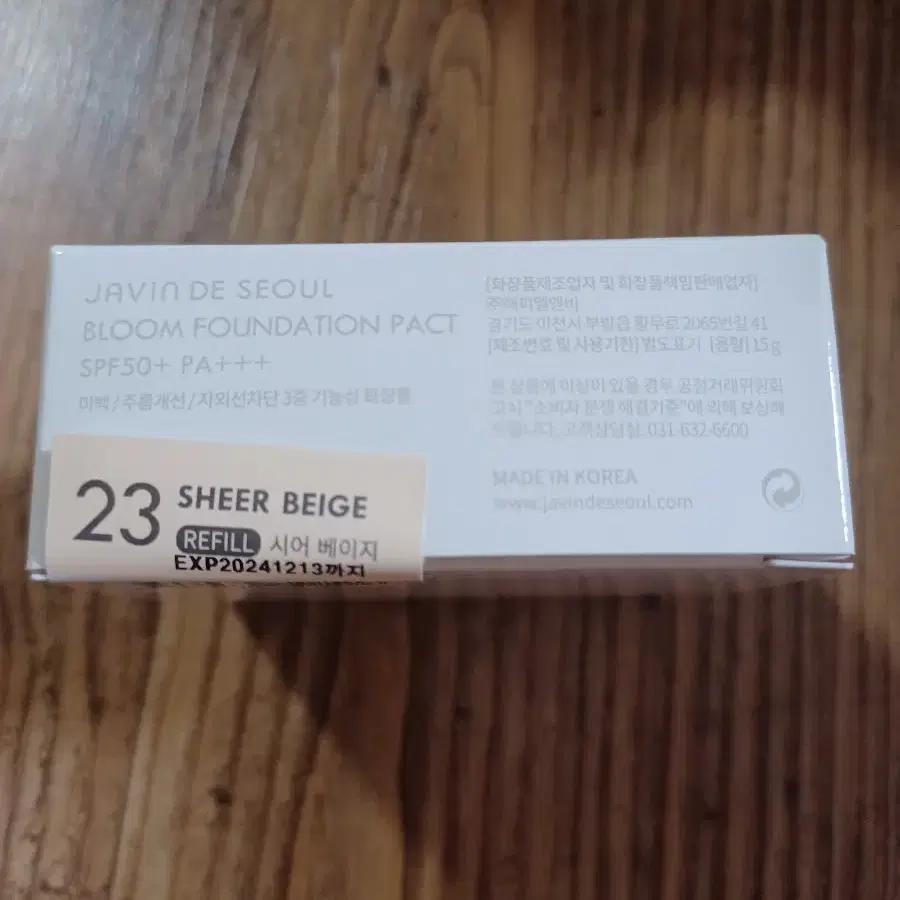 JAVIN DE SEOUL
BLOOM FOUNDATION PACT
SPF50+ PA+++
미백/주름개선/자외선차단 3중 기능성 화장품
23 SHEER BEIGE
REFILL 시어 베이지
EXP20241213까지
[화장품제조업자 및 화장품책임판매업자]
경기도 이천시 부발읍 황무로 2065번길 41
[제조번호 및 사용기한] 별도표기 [용량] 15g
본 상품에 이상이 있을 경우 공정거래위원회
고시 "소비자 분쟁 해결기준"에 의해 보상해
드립니다. 고객상담실. 031-632-6600
MADE IN KOREA
www.javindeseoul.com